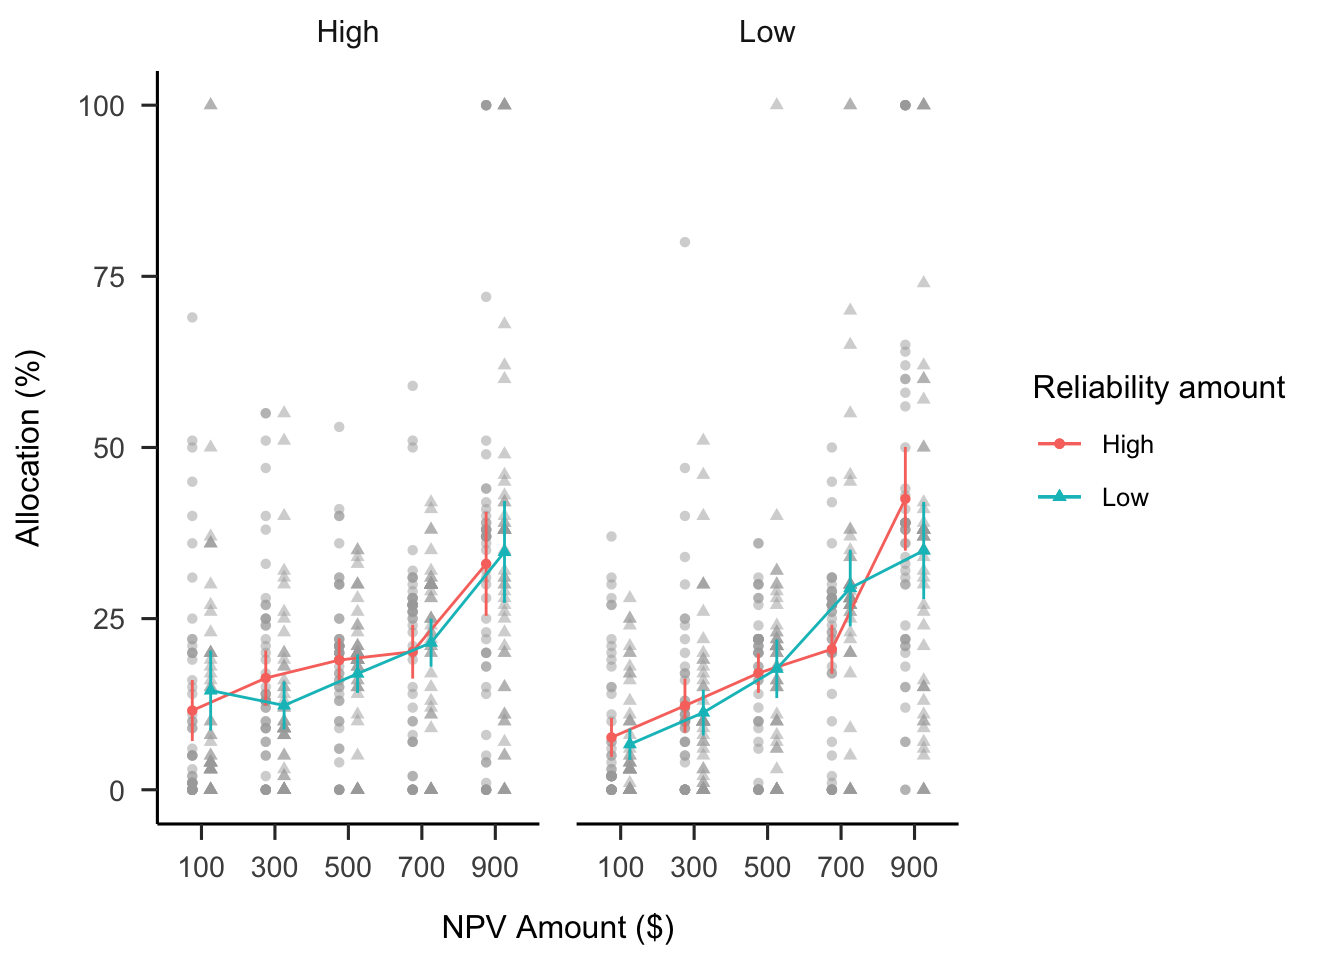 High Low
100
75
50
25
0
Allocation (%)
100 300 500 700 900 100 300 500 700 900
NPV Amount ($)
Reliability amount
High
Low